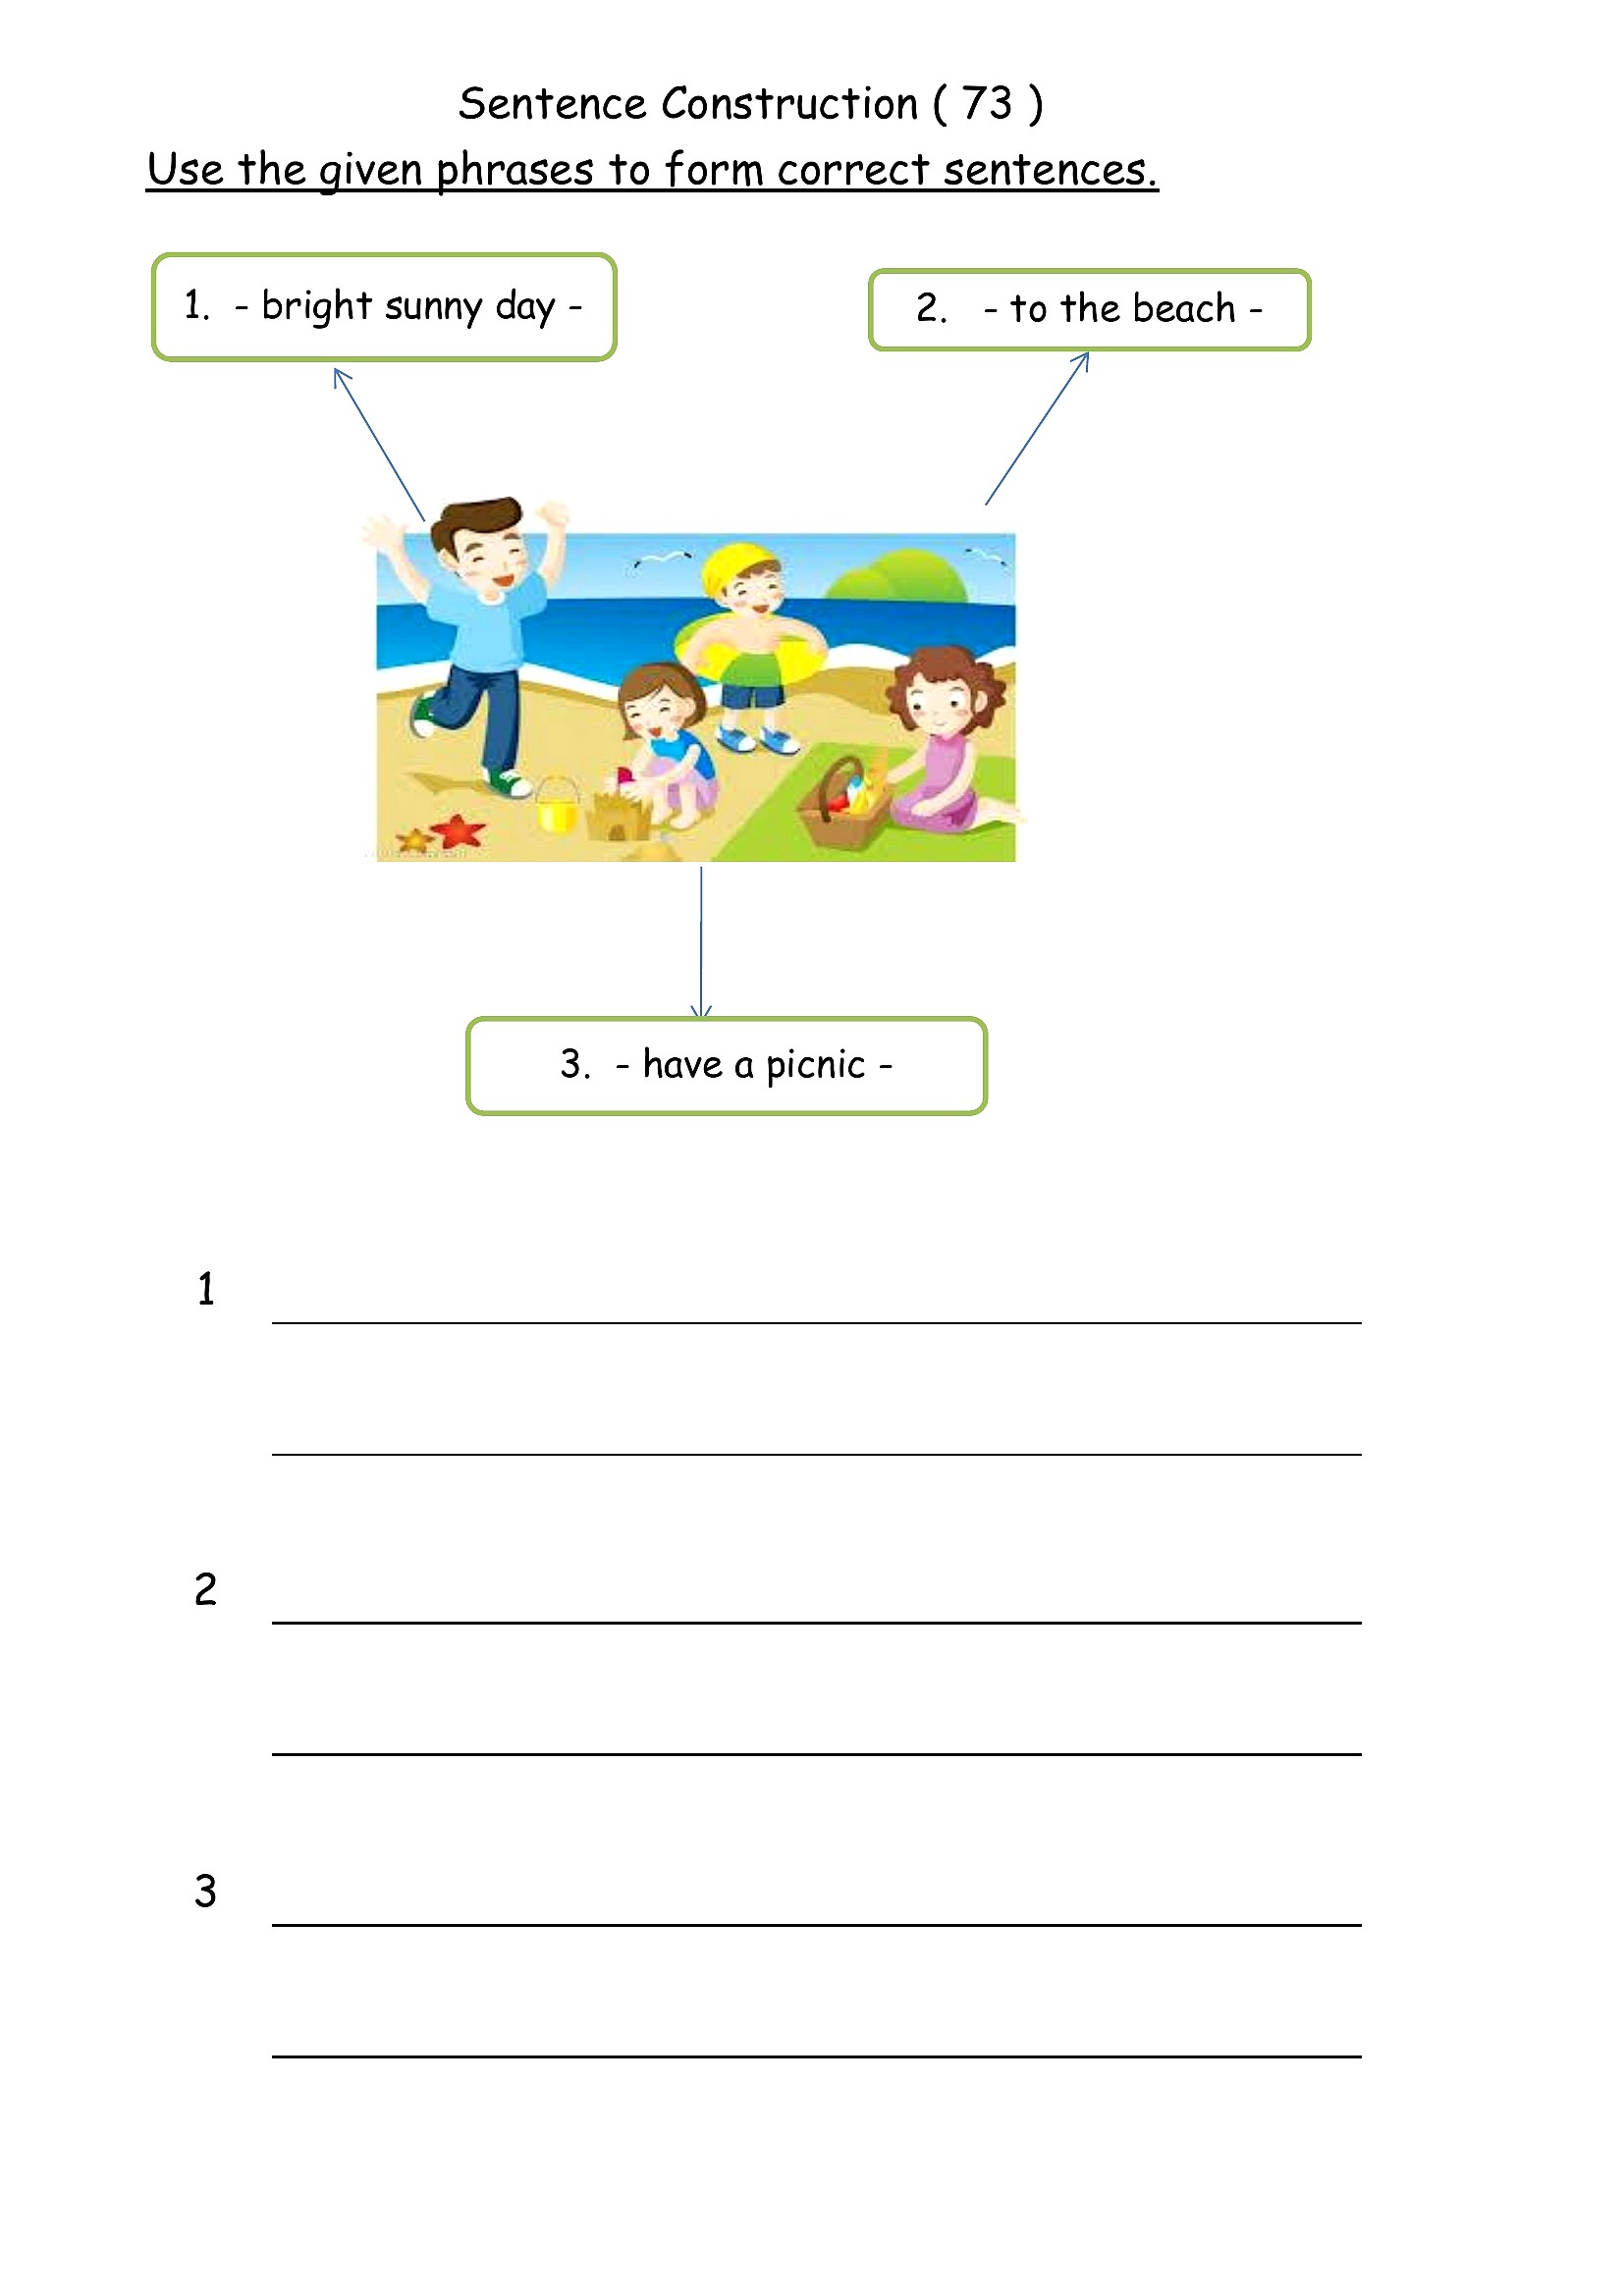 Sentence Construction ( 73 )
Use the given phrases to form correct sentences.
1. - bright sunny day -
2. - to the beach -
3. - have a picnic -
1
2
3